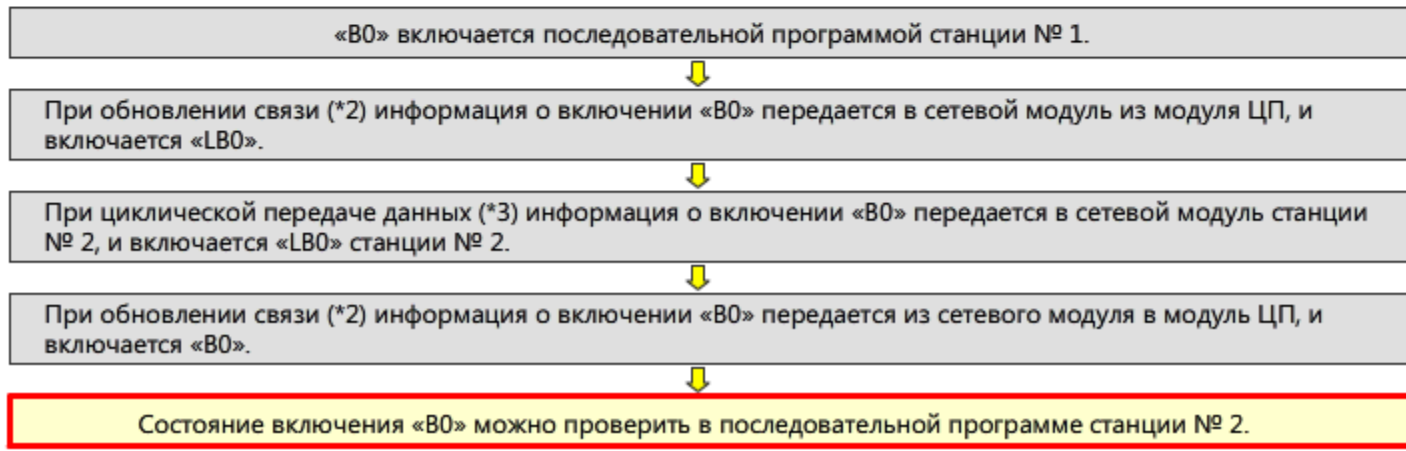 «B0» включается последовательной программой станции № 1.
При обновлении связи (*2) информация о включении «B0» передается в сетевой модуль из модуля ЦП, и
включается «LB0».
При циклической передаче данных (*3) информация о включении «B0» передается в сетевой модуль станции
№ 2, и включается «LB0» станции № 2.
При обновлении связи (*2) информация о включении «B0» передается из сетевого модуля в модуль ЦП, и
включается «B0».
Состояние включения «B0» можно проверить в последовательной программе станции № 2.